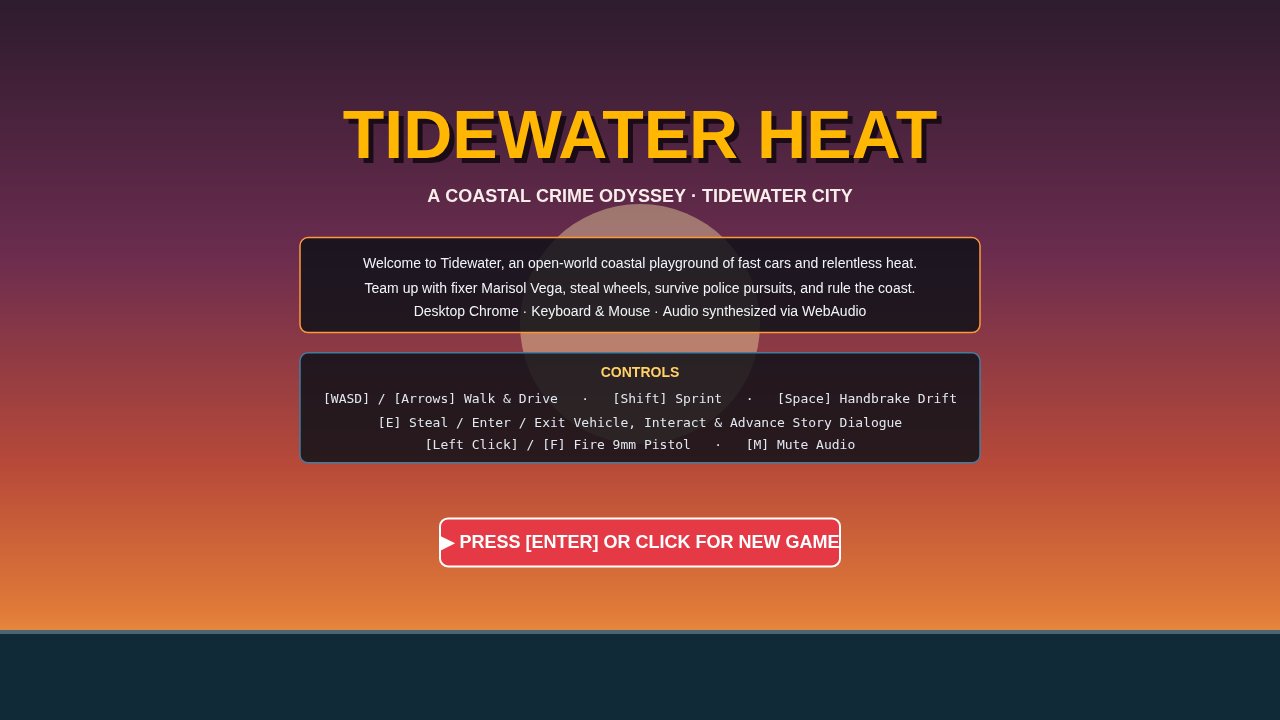 TIDEWATER HEAT
A COASTAL CRIME ODYSSEY · TIDEWATER CITY
Welcome to Tidewater, an open-world coastal playground of fast cars and relentless heat.
Team up with fixer Marisol Vega, steal wheels, survive police pursuits, and rule the coast.
Desktop Chrome · Keyboard & Mouse · Audio synthesized via WebAudio
CONTROLS
[WASD] / [Arrows] Walk & Drive · [Shift] Sprint · [Space] Handbrake Drift
[E] Steal / Enter / Exit Vehicle, Interact & Advance Story Dialogue
[Left Click] / [F] Fire 9mm Pistol · [M] Mute Audio
▶ PRESS [ENTER] OR CLICK FOR NEW GAME